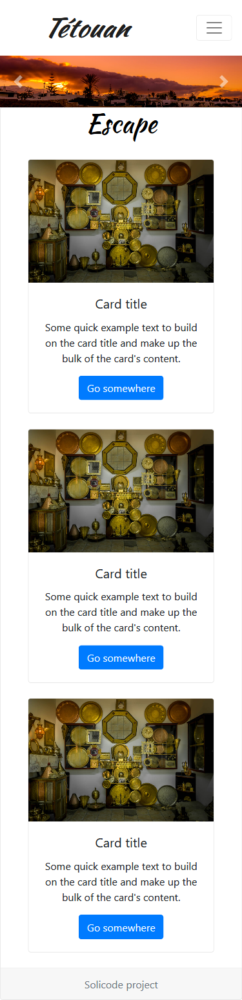 Tétouan
Escape
Card title
Some quick example text to build
on the card title and make up the
bulk of the card's content.
Go somewhere
Card title
Some quick example text to build
on the card title and make up the
bulk of the card's content.
Go somewhere
Card title
Some quick example text to build
on the card title and make up the
bulk of the card's content.
Go somewhere
Solicode project